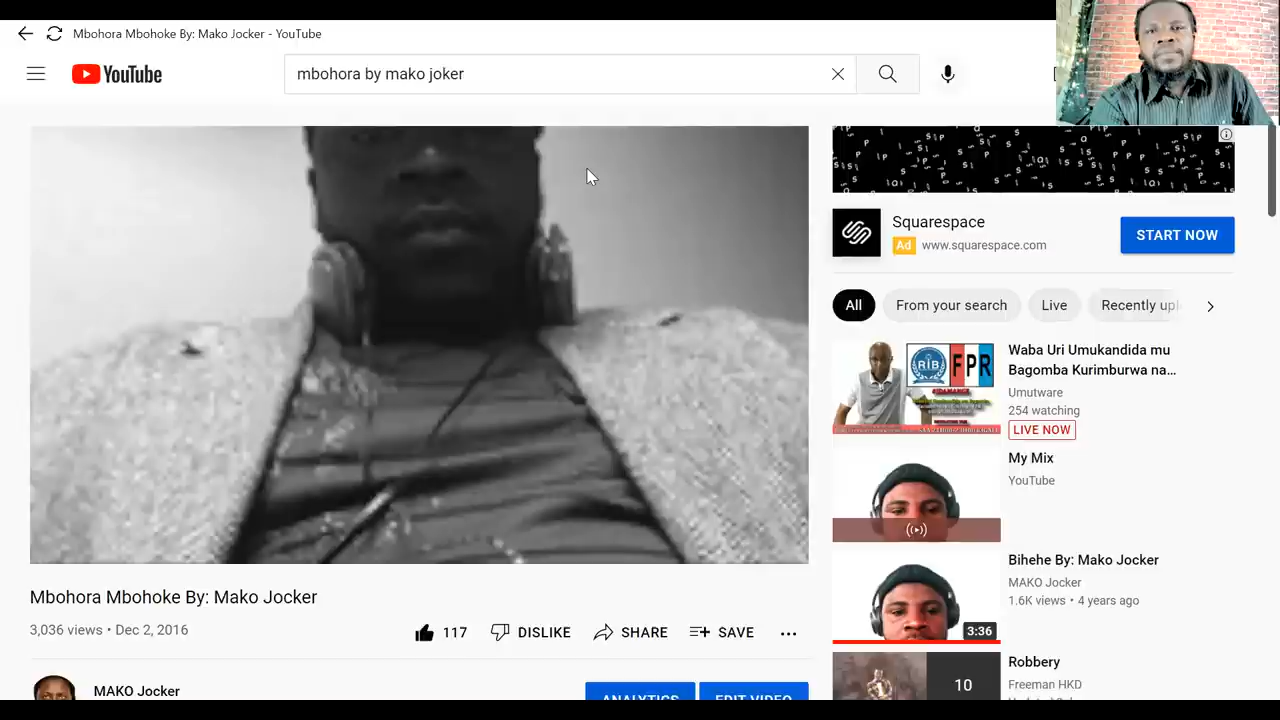 Mbohora Mbohoke By: Mako Jocker - YouTube
YouTube
mbohora by mako joker
Squarespace
Ad www.squarespace.com
START NOW
All
From your search
Live
Recently upl
Waba Uri Umukandida mu
Bagomba Kurimburwa na...
Umutware
254 watching
LIVE NOW
RIB
FPR
My Mix
YouTube
Bihehe By: Mako Jocker
MAKO Jocker
1.6K views • 4 years ago
3:36
Robbery
Freeman HKD
10
Mbohora Mbohoke By: Mako Jocker
3,036 views • Dec 2, 2016
117
DISLIKE
SHARE
SAVE
MAKO Jocker
ANALYTICS
EDIT VIDEO